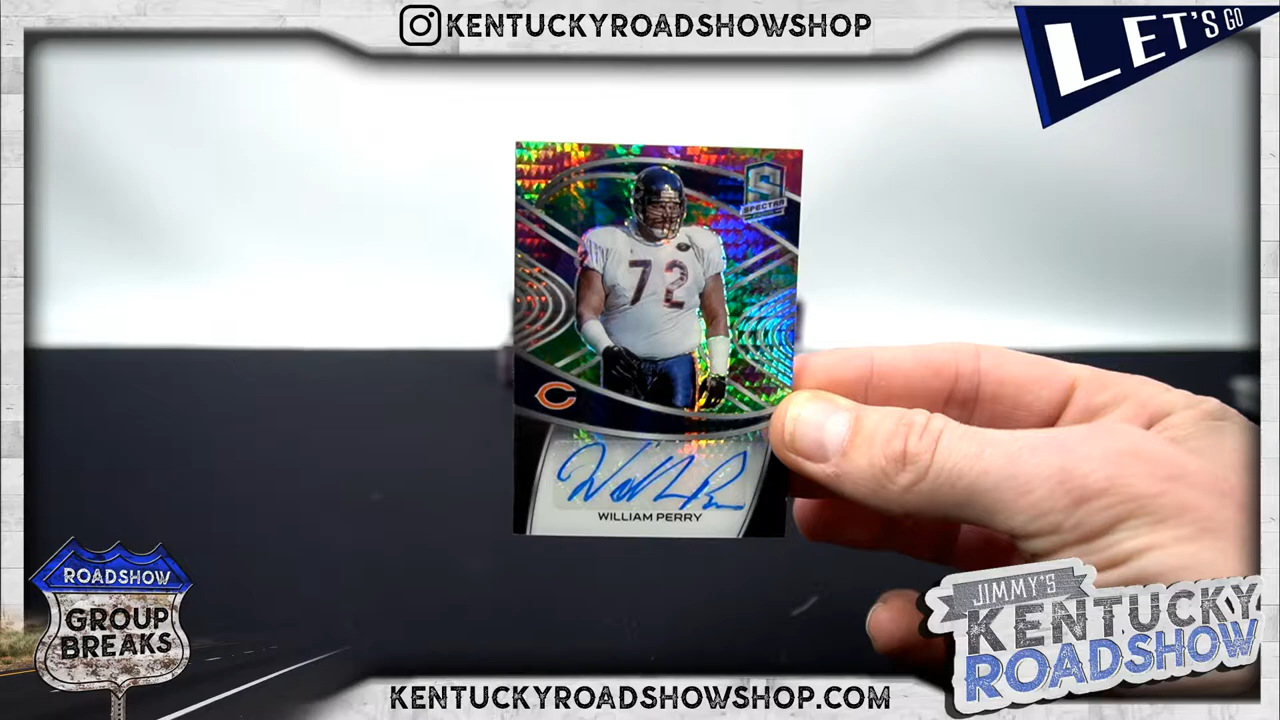 KENTUCKYROADSHOWSHOP
LET'S GO
S
SPECTRA
72
C
WILLIAM PERRY
ROADSHOW
GROUP
BREAKS
JIMMY'S
KENTUCKY
ROADSHOW
KENTUCKYROADSHOWSHOP.COM